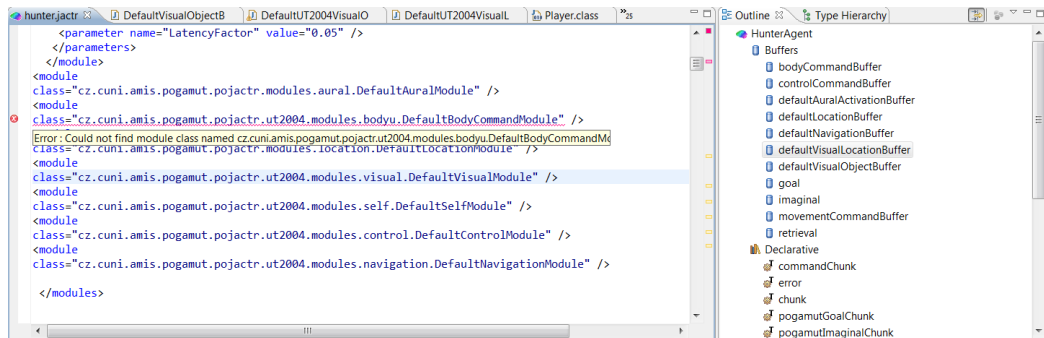 hunter.jactr DefaultVisualObjectB DefaultUT2004VisualO DefaultUT2004VisualL Player.class »25
<parameter name="LatencyFactor" value="0.05" />
</parameters>
</module>
<module
class="cz.cuni.amis.pogamut.pojactr.modules.aural.DefaultAuralModule" />
<module
class="cz.cuni.amis.pogamut.pojactr.ut2004.modules.bodyu.DefaultBodyCommandModule" />
Error : Could not find module class named cz.cuni.amis.pogamut.pojactr.ut2004.modules.bodyu.DefaultBodyCommandMo
class="cz.cuni.amis.pogamut.pojactr.modules.location.DefaultLocationModule" />
<module
class="cz.cuni.amis.pogamut.pojactr.ut2004.modules.visual.DefaultVisualModule" />
<module
class="cz.cuni.amis.pogamut.pojactr.ut2004.modules.self.DefaultSelfModule" />
<module
class="cz.cuni.amis.pogamut.pojactr.ut2004.modules.control.DefaultControlModule" />
<module
class="cz.cuni.amis.pogamut.pojactr.ut2004.modules.navigation.DefaultNavigationModule" />
</modules>
Outline Type Hierarchy
HunterAgent
Buffers
bodyCommandBuffer
controlCommandBuffer
defaultAuralActivationBuffer
defaultLocationBuffer
defaultNavigationBuffer
defaultVisualLocationBuffer
defaultVisualObjectBuffer
goal
imaginal
movementCommandBuffer
retrieval
Declarative
commandChunk
error
chunk
pogamutGoalChunk
pogamutImaginalChunk